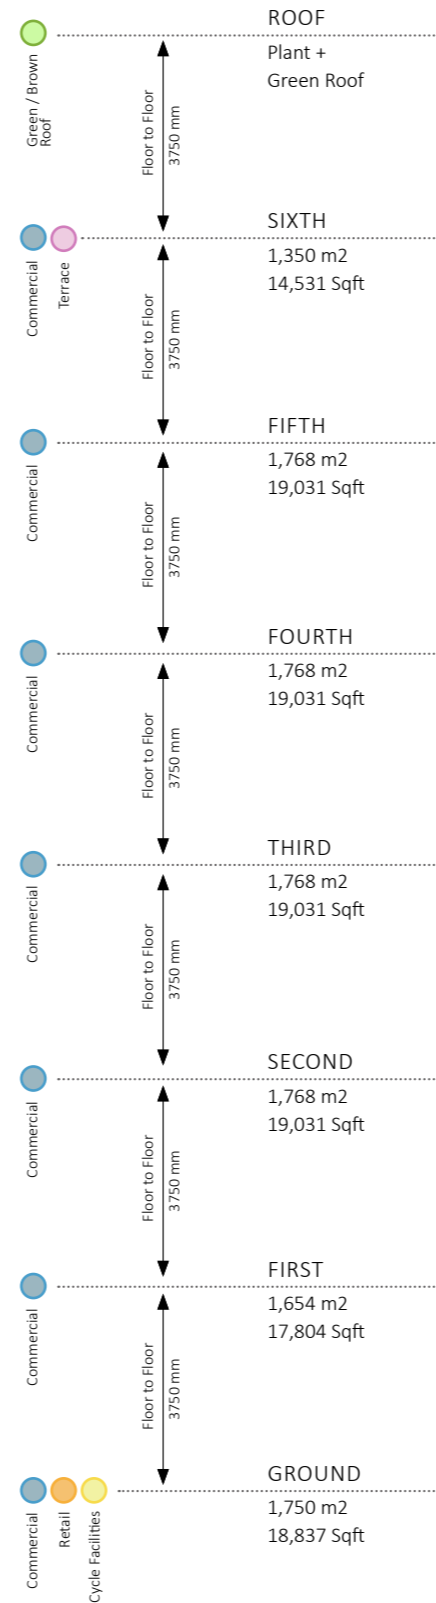 ROOF
Plant +
Green Roof
Green / Brown
Roof
Floor to Floor
3750 mm
SIXTH
1,350 m2
14,531 Sqft
Commercial
Terrace
Floor to Floor
3750 mm
FIFTH
1,768 m2
19,031 Sqft
Commercial
Floor to Floor
3750 mm
FOURTH
1,768 m2
19,031 Sqft
Commercial
Floor to Floor
3750 mm
THIRD
1,768 m2
19,031 Sqft
Commercial
Floor to Floor
3750 mm
SECOND
1,768 m2
19,031 Sqft
Commercial
Floor to Floor
3750 mm
FIRST
1,654 m2
17,804 Sqft
Commercial
Floor to Floor
3750 mm
GROUND
1,750 m2
18,837 Sqft
Commercial
Retail
Cycle Facilities